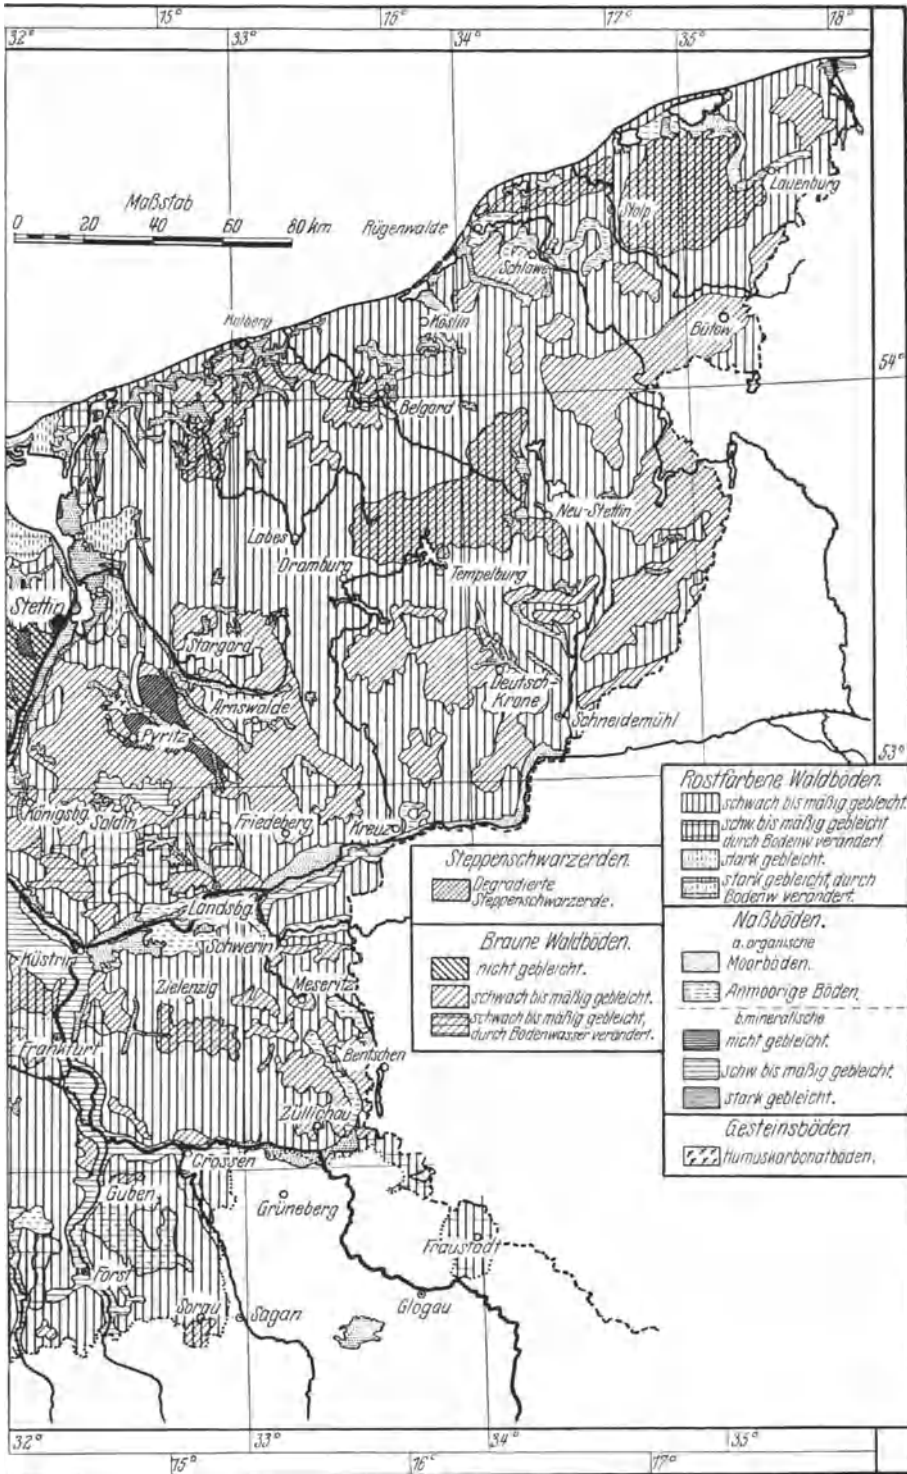 15° 16° 17° 18°
32° 33° 34° 35°
Maßstab
0 20 40 60 80 km
Rügenwalde
Lauenburg
Stolp
Schlawe
Kolberg
Köslin
Bütow
54°
Belgard
Neu-Stettin
Labes
Dramburg
Tempelburg
Stettin
Stargard
Deutsch-
Krone
Arnswalde
Schneidemühl
Pyritz
53°
Königsbg.
Soldin
Friedeberg
Kreuz
Landsbg.
Schwerin
Küstrin
Zielenzig
Meseritz
Frankfurt
Bentschen
Züllichau
Crossen
Guben
Grüneberg
Fraustadt
Forst
Sorau
Sagan
Glogau
Steppenschwarzerden.
Degradierte
Steppenschwarzerde.
Braune Waldböden.
nicht gebleicht.
schwach bis mäßig gebleicht.
schwach bis mäßig gebleicht,
durch Bodenwasser verändert.
Rostfarbene Waldböden.
schwach bis mäßig gebleicht.
schw. bis mäßig gebleicht
durch Bodenw verändert
stark gebleicht.
stark gebleicht, durch
Bodenw verändert.
Naßböden.
a. organische
Moorböden.
Anmoorige Böden.
b. mineralische
nicht gebleicht.
schw bis mäßig gebleicht.
stark gebleicht.
Gesteinsböden
Humuskarbonatböden.
32° 33° 34° 35°
15° 16° 17°